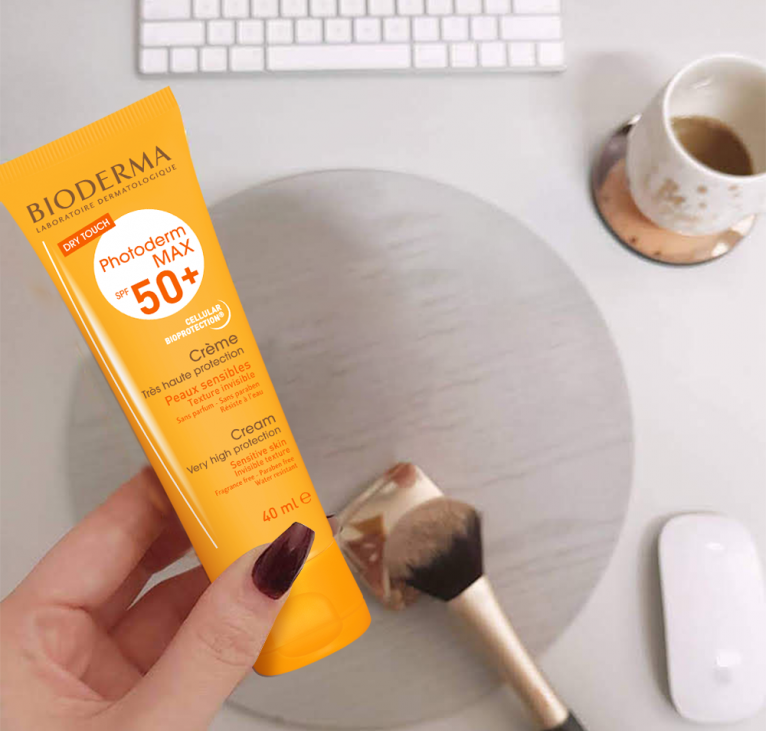 BIODERMA
LABORATOIRE DERMATOLOGIQUE
DRY TOUCH
Photoderm
MAX
SPF 50+
CELLULAR
BIOPROTECTION®
Crème
Très haute protection
Peaux sensibles
Texture invisible
Sans parfum - Sans paraben
Résiste à l'eau
Cream
Very high protection
Sensitive skin
Invisible texture
Fragrance free - Paraben free
Water resistant
40 ml ℮